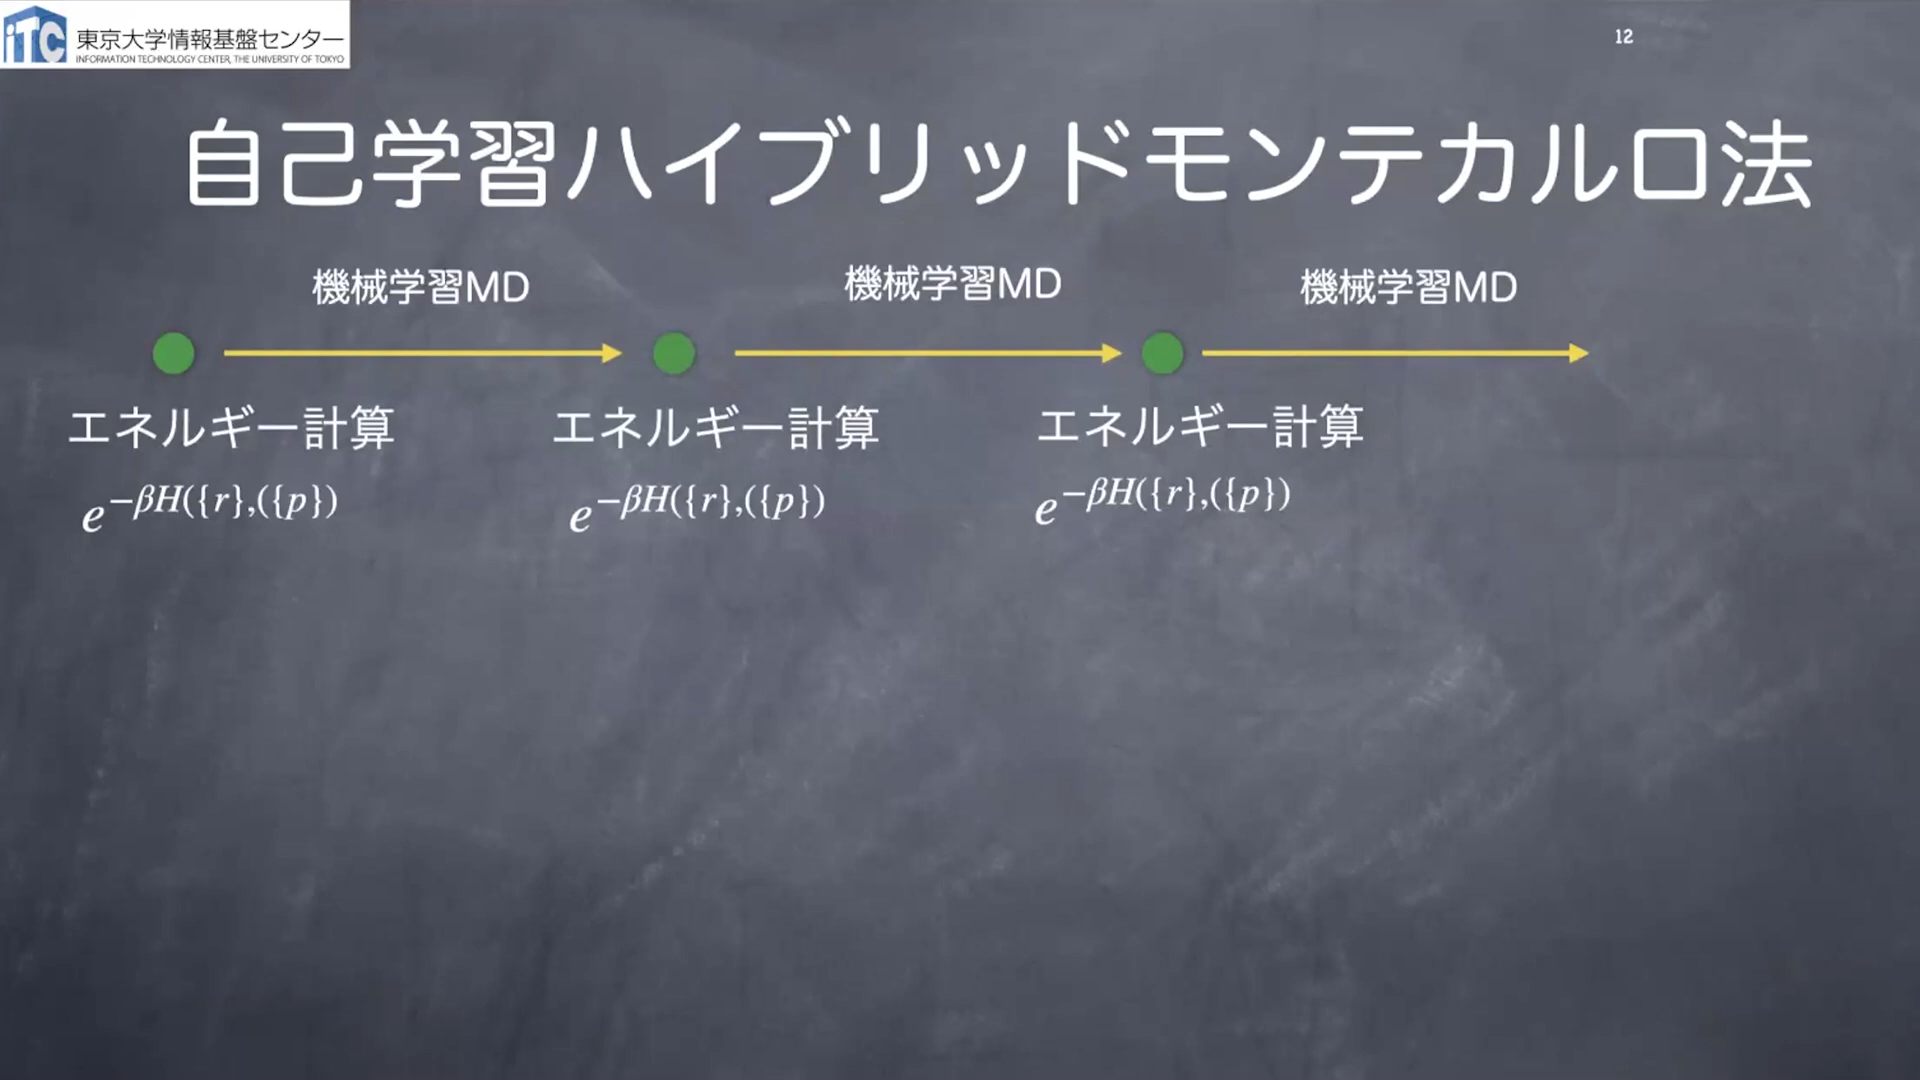 iTC 東京大学情報基盤センター
INFORMATION TECHNOLOGY CENTER, THE UNIVERSITY OF TOKYO
12
自己学習ハイブリッドモンテカルロ法
機械学習MD 機械学習MD 機械学習MD
エネルギー計算 エネルギー計算 エネルギー計算
e^{−βH({r},({p})} e^{−βH({r},({p})} e^{−βH({r},({p})}